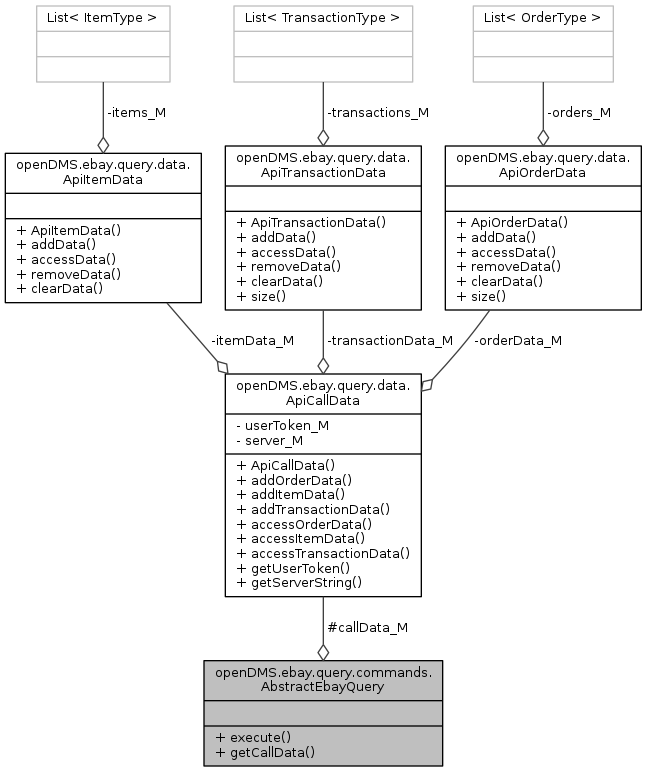 List< ItemType >
List< TransactionType >
List< OrderType >
-items_M
-transactions_M
-orders_M
openDMS.ebay.query.data.
ApiItemData
+ ApiItemData()
+ addData()
+ accessData()
+ removeData()
+ clearData()
openDMS.ebay.query.data.
ApiTransactionData
+ ApiTransactionData()
+ addData()
+ accessData()
+ removeData()
+ clearData()
+ size()
openDMS.ebay.query.data.
ApiOrderData
+ ApiOrderData()
+ addData()
+ accessData()
+ removeData()
+ clearData()
+ size()
-itemData_M
-transactionData_M
-orderData_M
openDMS.ebay.query.data.
ApiCallData
- userToken_M
- server_M
+ ApiCallData()
+ addOrderData()
+ addItemData()
+ addTransactionData()
+ accessOrderData()
+ accessItemData()
+ accessTransactionData()
+ getUserToken()
+ getServerString()
#callData_M
openDMS.ebay.query.commands.
AbstractEbayQuery
+ execute()
+ getCallData()